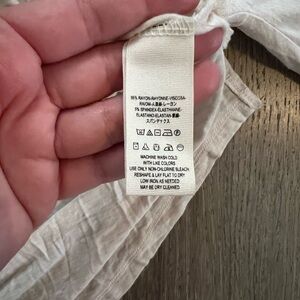 RAYON-RAYONNE-VISCOSA-
SPANDEX-ELASTHANNE-
ELASTANO-ELASTAN-
スパンデックス
MACHINE WASH COLD
WITH LIKE COLORS
USE ONLY NON-CHLORINE BLEACH
RESHAPE & LAY FLAT TO DRY
LOW IRON AS NEEDED
MAY BE DRY CLEANED